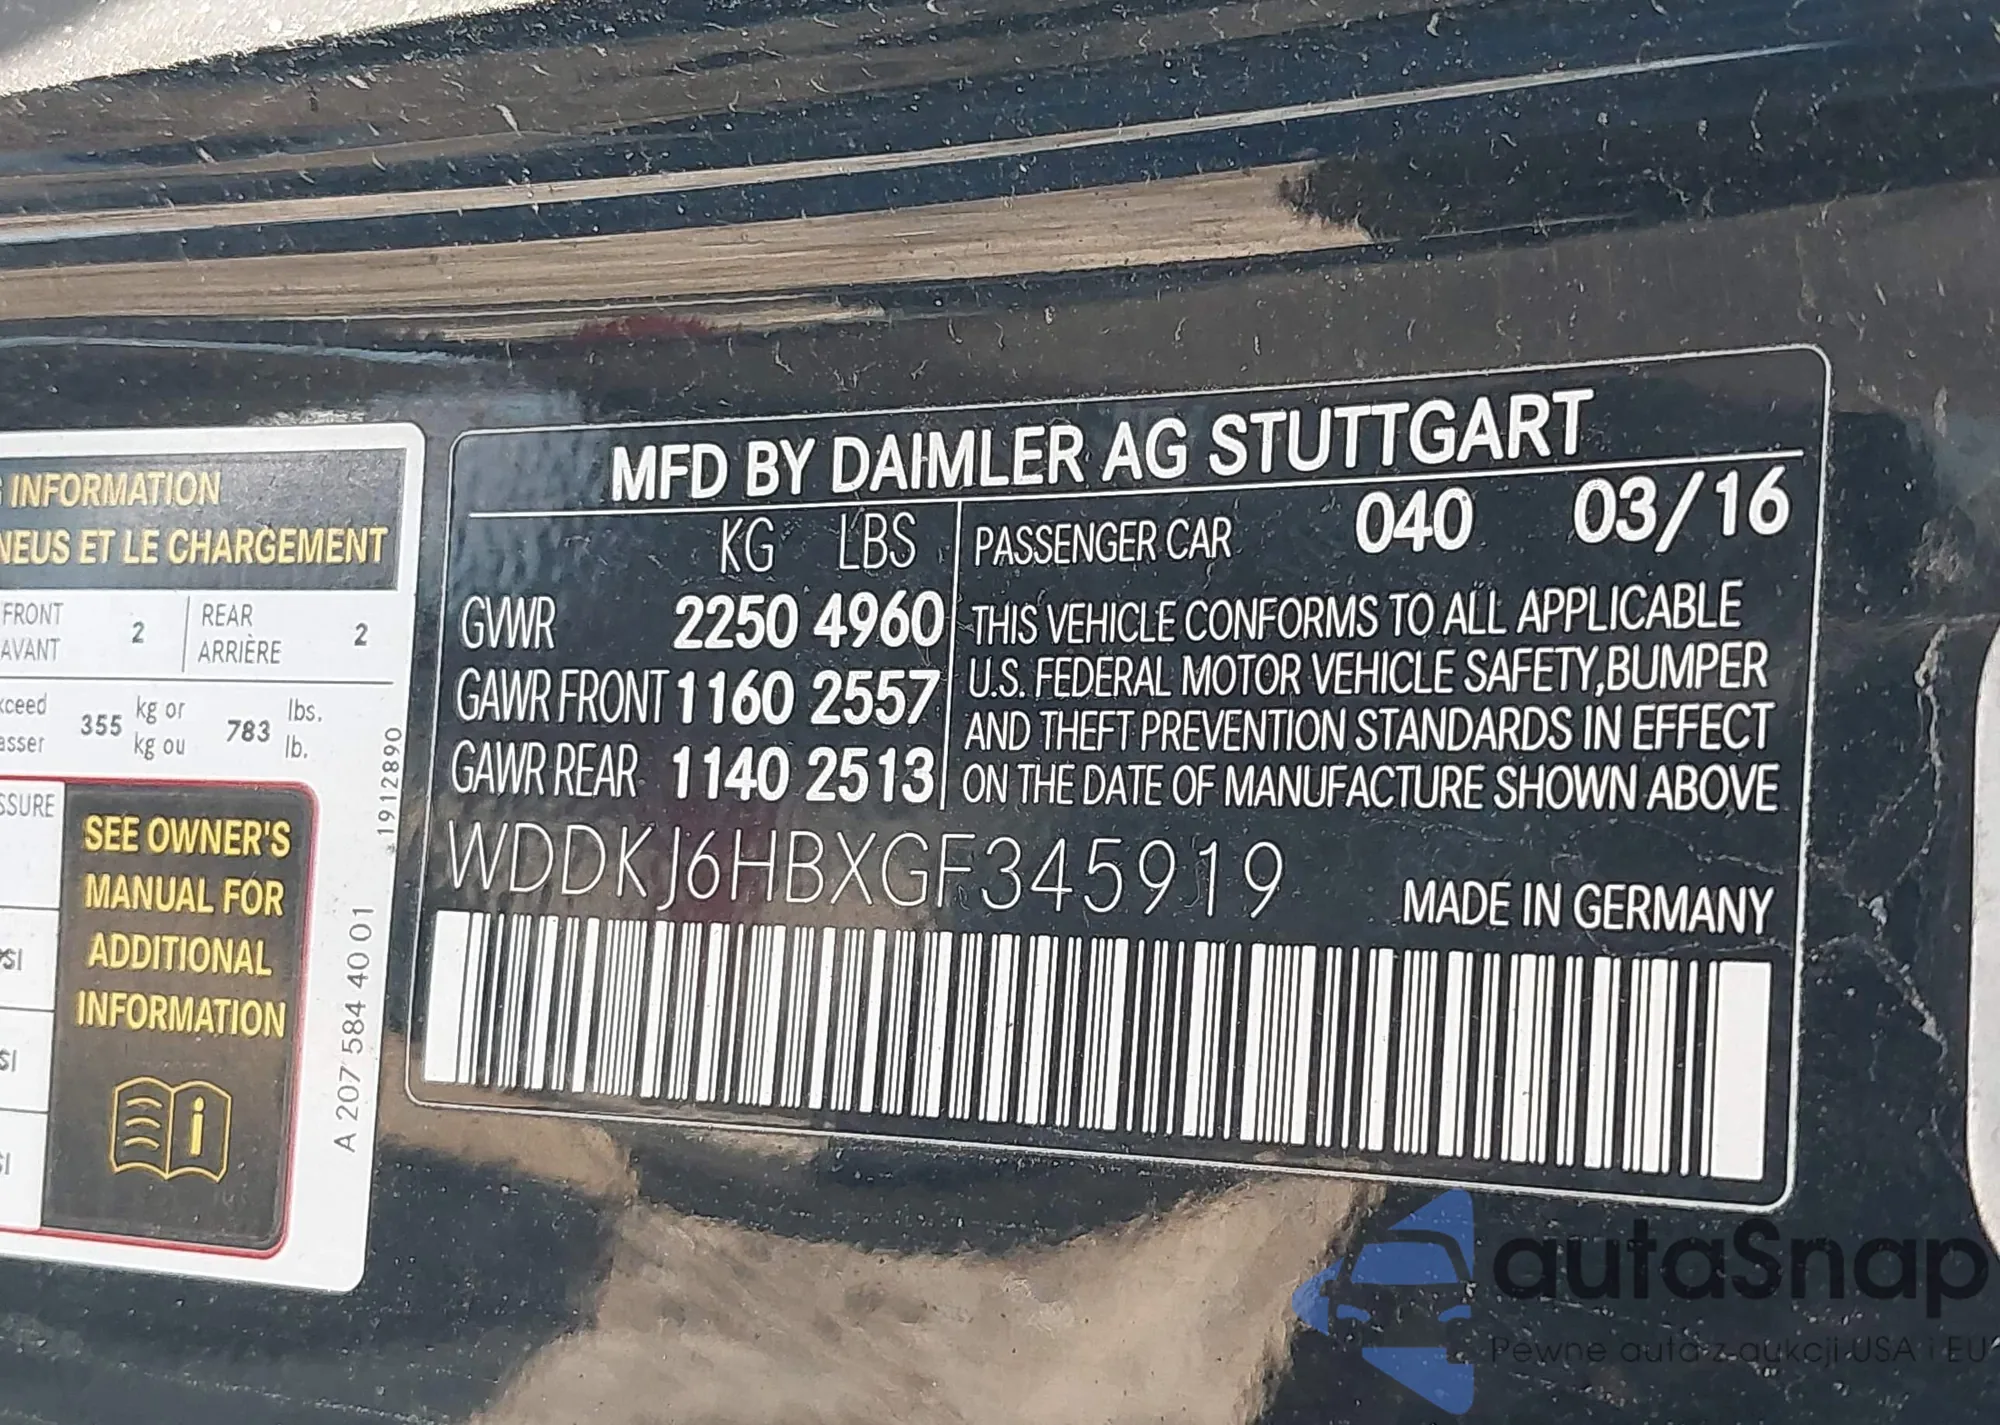 INFORMATION
NEUS ET LE CHARGEMENT
FRONT
AVANT
2
REAR
ARRIÈRE
2
355
kg or
kg ou
783
lbs.
lb.
SEE OWNER'S
MANUAL FOR
ADDITIONAL
INFORMATION
A 207 584 40 01
*1912890
MFD BY DAIMLER AG STUTTGART
KG LBS
GVWR 2250 4960
GAWR FRONT 1160 2557
GAWR REAR 1140 2513
PASSENGER CAR 040 03/16
THIS VEHICLE CONFORMS TO ALL APPLICABLE
U.S. FEDERAL MOTOR VEHICLE SAFETY,BUMPER
AND THEFT PREVENTION STANDARDS IN EFFECT
ON THE DATE OF MANUFACTURE SHOWN ABOVE
WDDKJ6HBXGF345919
MADE IN GERMANY
autaSnap
Pewne auta z aukcji USA i EU